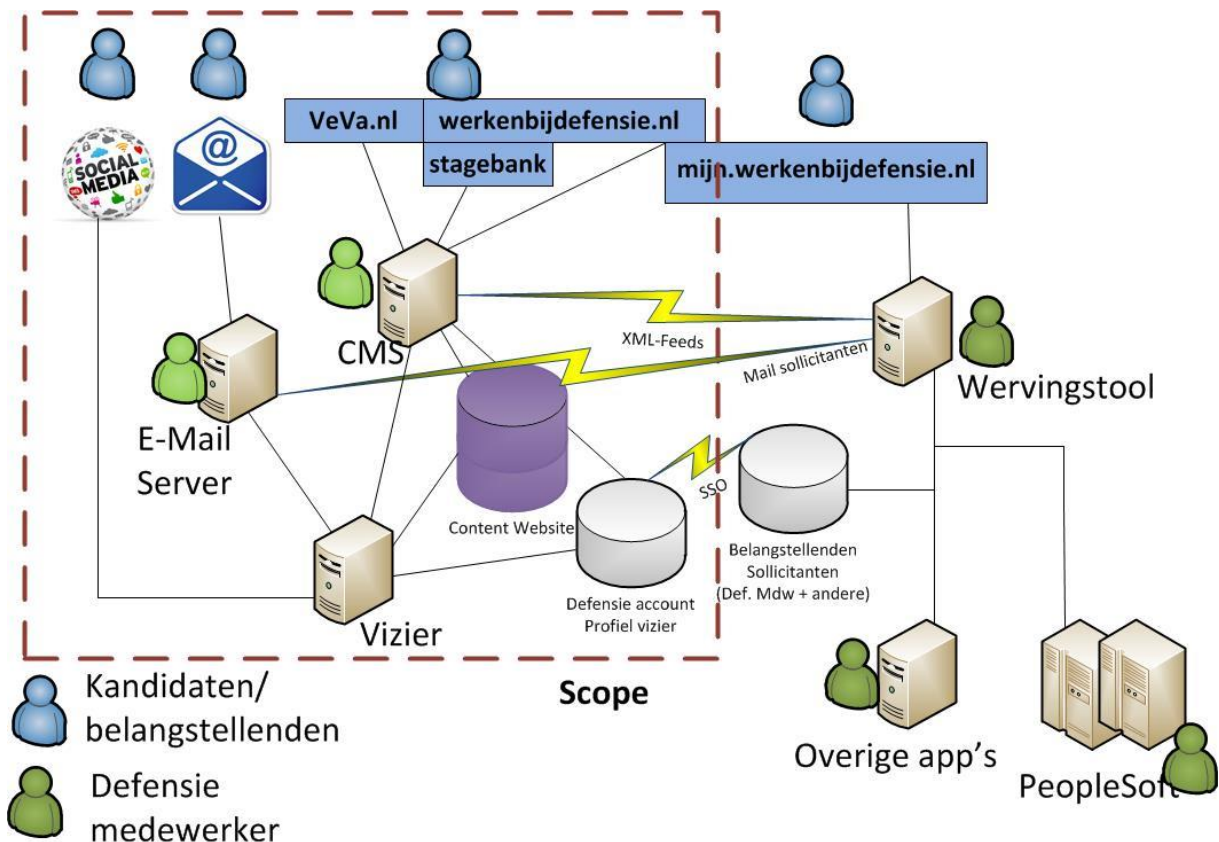 VeVa.nl
werkenbijdefensie.nl
stagebank
mijn.werkenbijdefensie.nl
SOCIAL
MEDIA
@
CMS
XML-Feeds
Mail sollicitanten
Wervingstool
E-Mail
Server
Content Website
SSO
Belangstellenden
Sollicitanten
(Def. Mdw + andere)
Defensie account
Profiel vizier
Vizier
Scope
Kandidaten/
belangstellenden
Defensie
medewerker
Overige app's
PeopleSoft